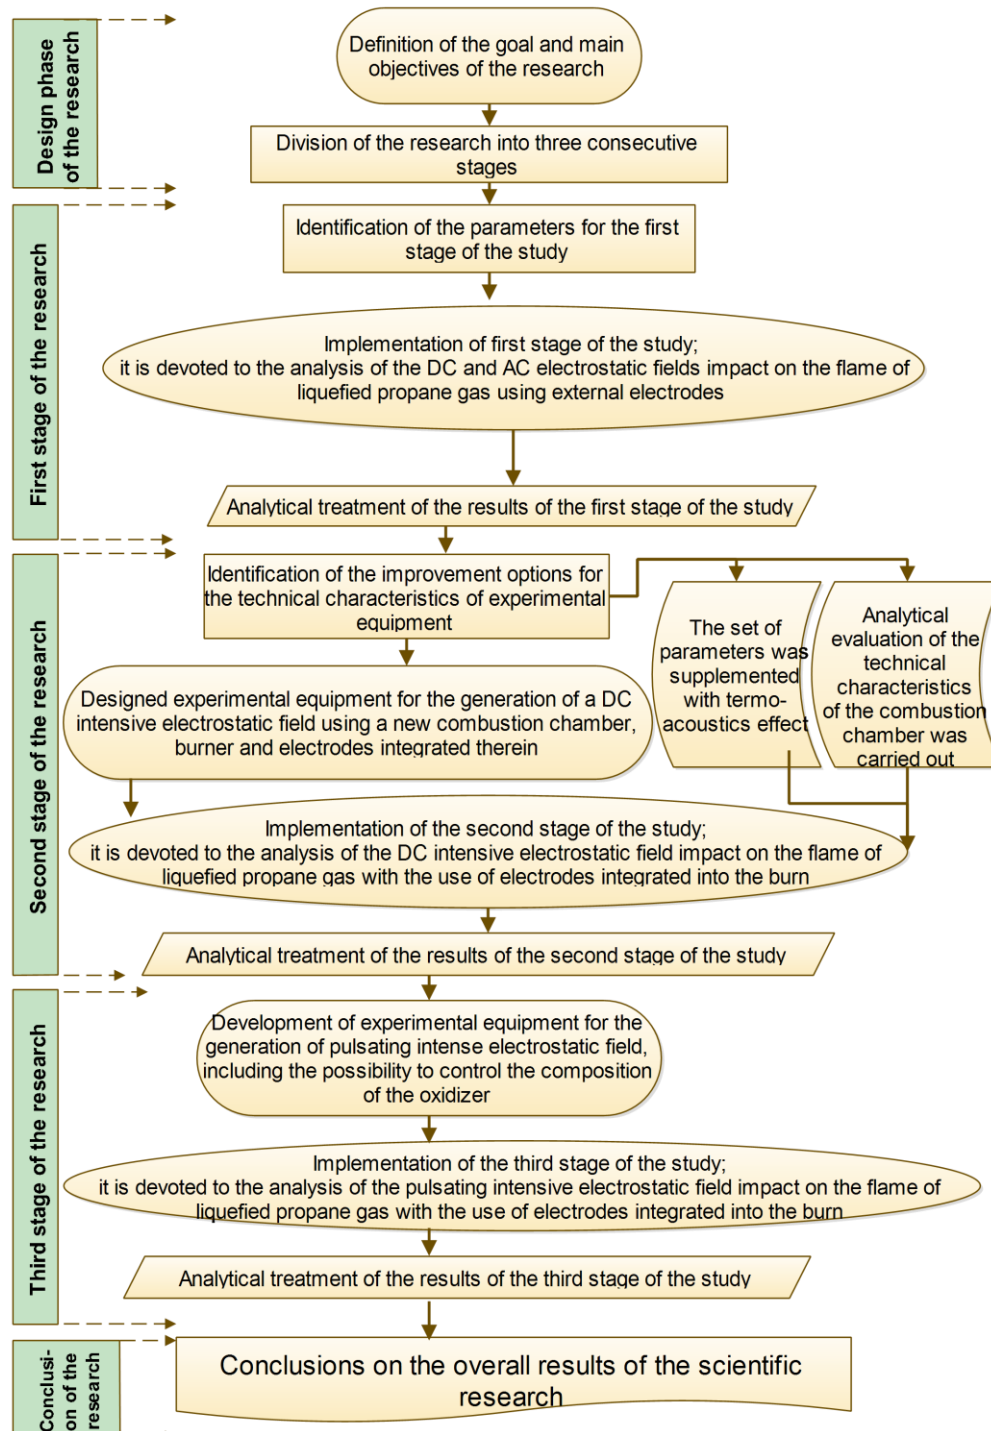 Design phase
of the research
Definition of the goal and main
objectives of the research
Division of the research into three consecutive
stages
First stage of the research
Identification of the parameters for the first
stage of the study
Implementation of first stage of the study;
it is devoted to the analysis of the DC and AC electrostatic fields impact on the flame of
liquefied propane gas using external electrodes
Analytical treatment of the results of the first stage of the study
Second stage of the research
Identification of the improvement options for
the technical characteristics of experimental
equipment
The set of
parameters was
supplemented
with termo-
acoustics effect
Analytical
evaluation of the
technical
characteristics
of the combustion
chamber was
carried out
Designed experimental equipment for the generation of a DC
intensive electrostatic field using a new combustion chamber,
burner and electrodes integrated therein
Implementation of the second stage of the study;
it is devoted to the analysis of the DC intensive electrostatic field impact on the flame of
liquefied propane gas with the use of electrodes integrated into the burn
Analytical treatment of the results of the second stage of the study
Third stage of the research
Development of experimental equipment for the
generation of pulsating intense electrostatic field,
including the possibility to control the composition
of the oxidizer
Implementation of the third stage of the study;
it is devoted to the analysis of the pulsating intensive electrostatic field impact on the flame of
liquefied propane gas with the use of electrodes integrated into the burn
Analytical treatment of the results of the third stage of the study
Conclusi-
on of the
research
Conclusions on the overall results of the scientific
research